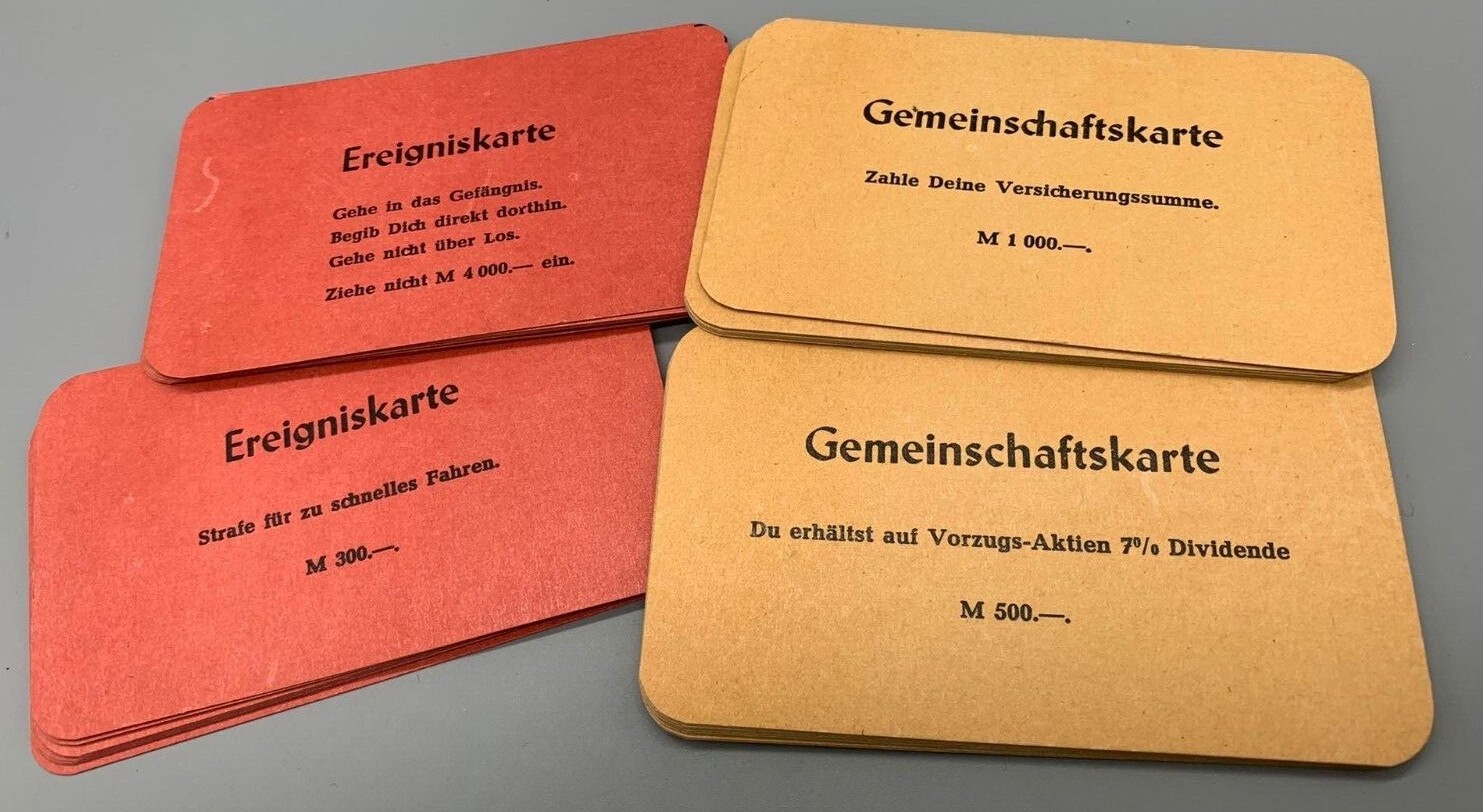 Ereigniskarte
Gehe in das Gefängnis.
Begib Dich direkt dorthin.
Gehe nicht über Los.
Ziehe nicht M 4 000.— ein.
Gemeinschaftskarte
Zahle Deine Versicherungssumme.
M 1 000.—.
Ereigniskarte
Strafe für zu schnelles Fahren.
M 300.—.
Gemeinschaftskarte
Du erhältst auf Vorzugs-Aktien 7% Dividende
M 500.—.